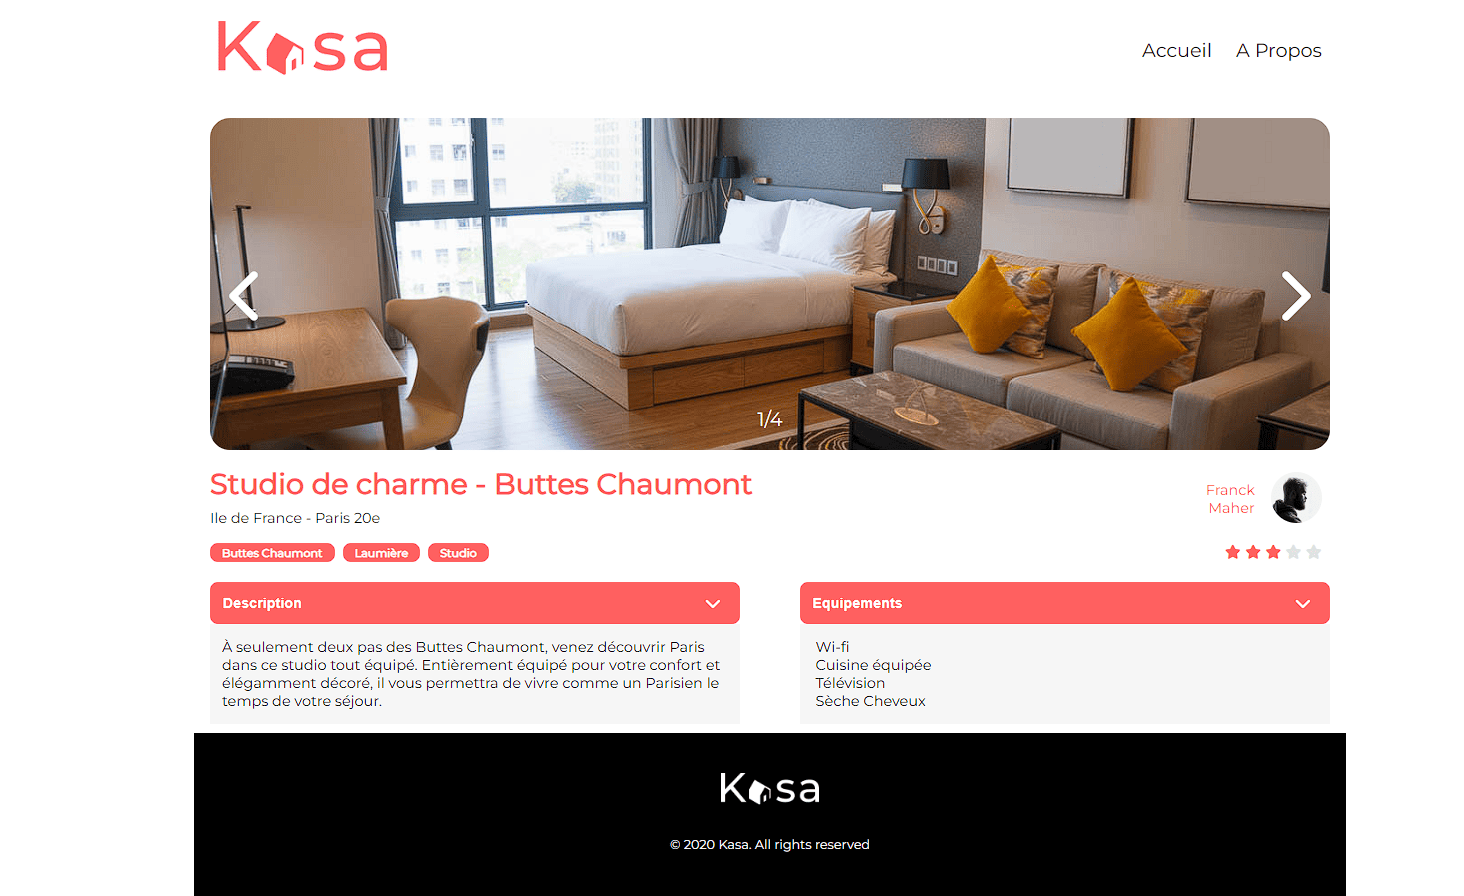 Kasa
Accueil
A Propos
1/4
Studio de charme - Buttes Chaumont
Ile de France - Paris 20e
Franck
Maher
Buttes Chaumont
Laumière
Studio
Description
À seulement deux pas des Buttes Chaumont, venez découvrir Paris
dans ce studio tout équipé. Entièrement équipé pour votre confort et
élégamment décoré, il vous permettra de vivre comme un Parisien le
temps de votre séjour.
Equipements
Wi-fi
Cuisine équipée
Télévision
Sèche Cheveux
Kasa
© 2020 Kasa. All rights reserved